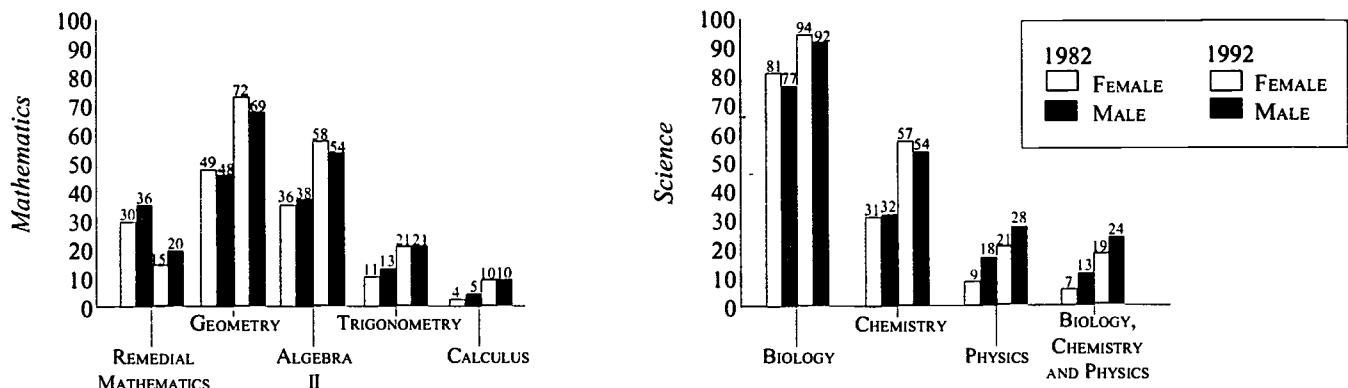 Mathematics
100
90
80
70
60
50
40
30
20
10
0
30 36 15 20
49 48 72 69
36 38 58 54
11 13 21 21
4 5 10 10
GEOMETRY
TRIGONOMETRY
REMEDIAL
MATHEMATICS
ALGEBRA
II
CALCULUS
Science
100
90
80
70
60
50
40
30
20
10
0
81 77 94 92
31 32 57 54
9 18 21 28
7 13 19 24
CHEMISTRY
BIOLOGY
PHYSICS
BIOLOGY,
CHEMISTRY
AND PHYSICS
1982 1992
FEMALE FEMALE
MALE MALE